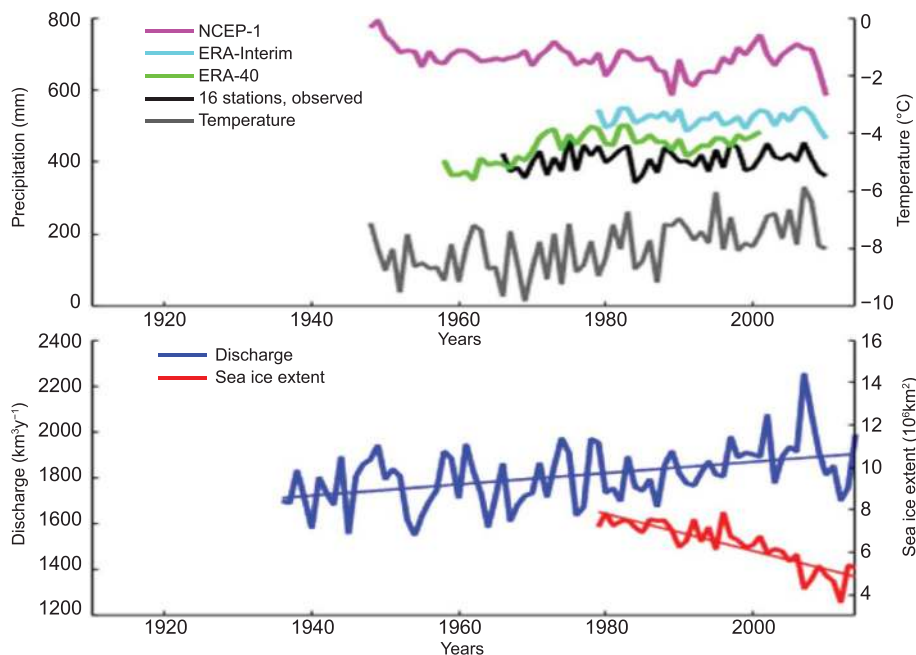 800
600
400
200
0
Precipitation (mm)
NCEP-1
ERA-Interim
ERA-40
16 stations, observed
Temperature
0
−2
−4
−6
−8
−10
Temperature (°C)
1920
1940
1960
1980
2000
Years
2400
2200
2000
1800
1600
1400
1200
Discharge (km³y⁻¹)
Discharge
Sea ice extent
16
14
12
10
8
6
4
Sea ice extent (10⁶km²)
1920
1940
1960
1980
2000
Years